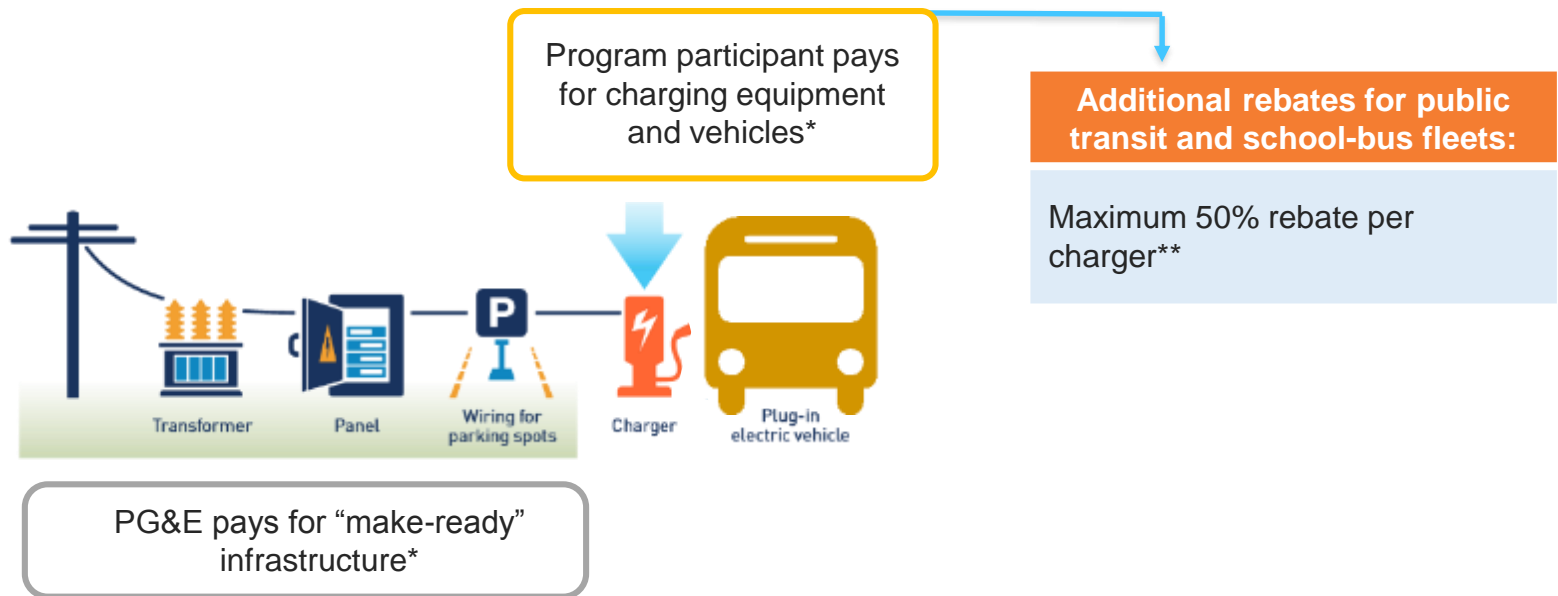 Program participant pays
for charging equipment
and vehicles*
Additional rebates for public
transit and school-bus fleets:
Maximum 50% rebate per
charger**
P
Transformer
Panel
Wiring for
parking spots
Charger
Plug-in
electric vehicle
PG&E pays for “make-ready”
infrastructure*